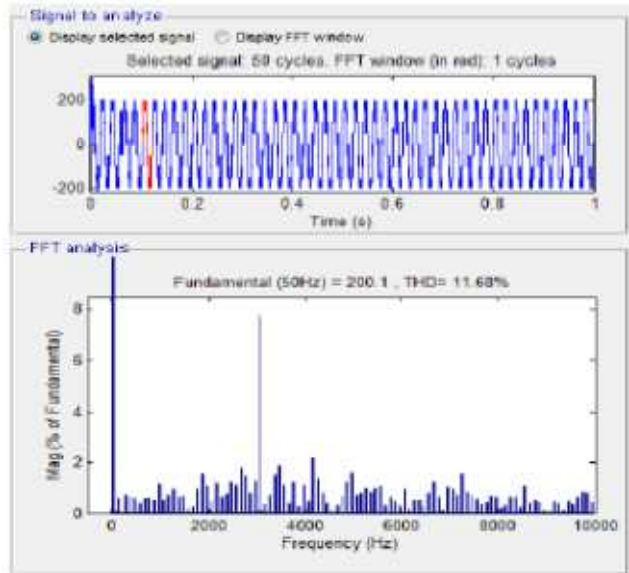 Signal to analyze
Display selected signal Display FFT window
Selected signal: 50 cycles. FFT window (in red): 1 cycles
200
0
-200
0 0.2 0.4 0.6 0.8 1
Time (s)
FFT analysis
Fundamental (50Hz) = 200.1 , THD= 11.68%
8
6
4
2
0
Mag (% of Fundamental)
0 2000 4000 6000 8000 10000
Frequency (Hz)